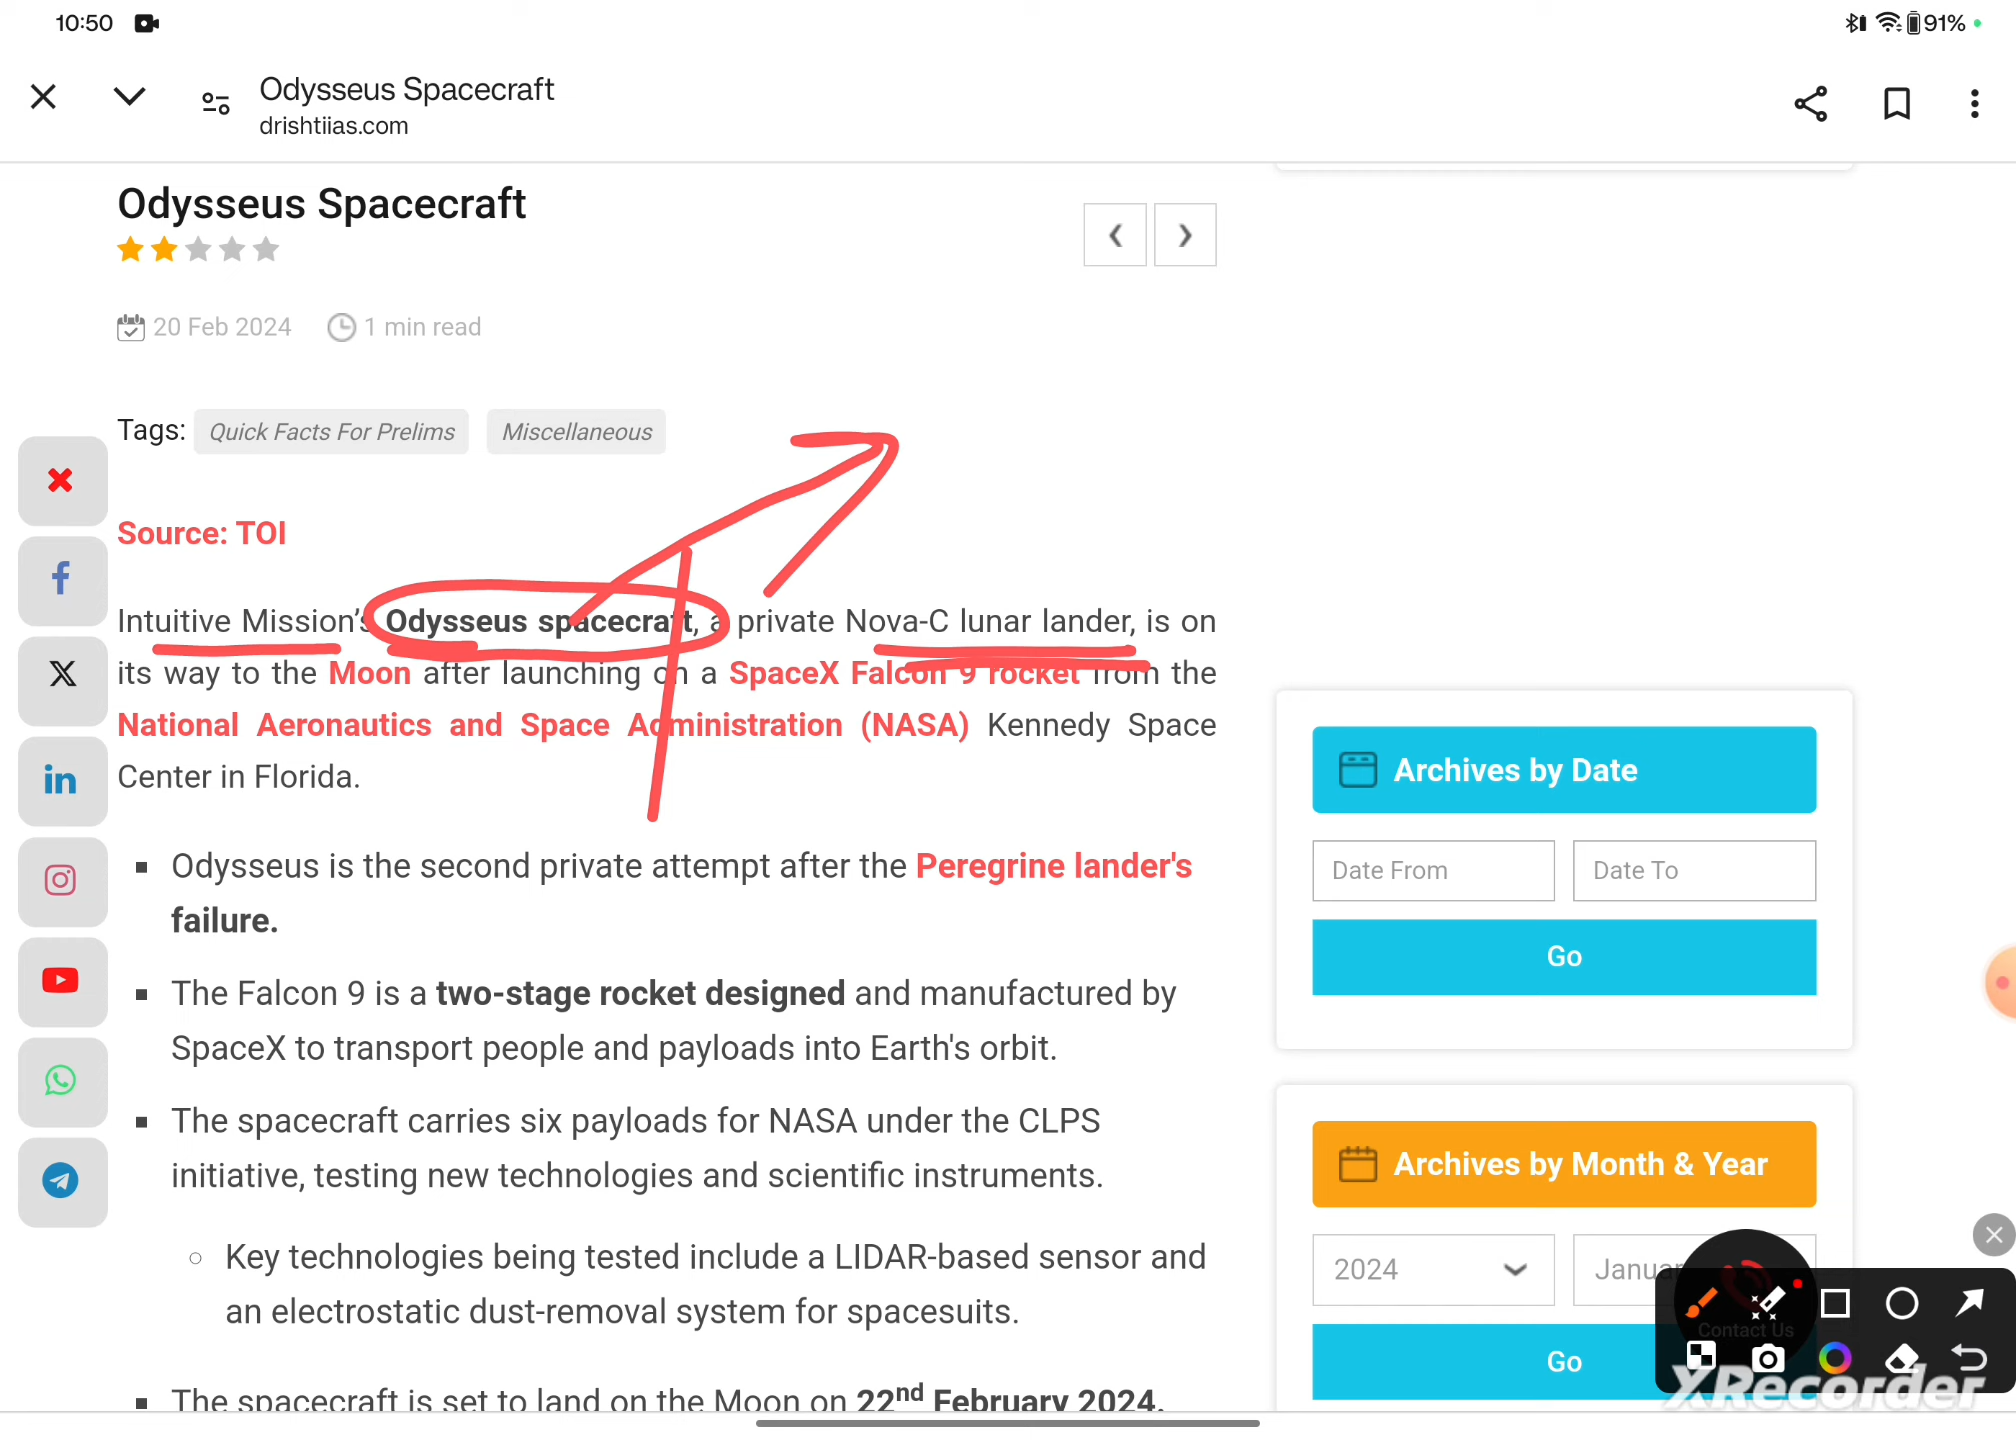 10:50
91%
Odysseus Spacecraft
drishtiias.com
Odysseus Spacecraft
20 Feb 2024 1 min read
Tags: Quick Facts For Prelims Miscellaneous
Source: TOI
Intuitive Mission's Odysseus spacecraft, a private Nova-C lunar lander, is on
its way to the Moon after launching on a SpaceX Falcon 9 rocket from the
National Aeronautics and Space Administration (NASA) Kennedy Space
Center in Florida.
Odysseus is the second private attempt after the Peregrine lander's
failure.
The Falcon 9 is a two-stage rocket designed and manufactured by
SpaceX to transport people and payloads into Earth's orbit.
The spacecraft carries six payloads for NASA under the CLPS
initiative, testing new technologies and scientific instruments.
Key technologies being tested include a LIDAR-based sensor and
an electrostatic dust-removal system for spacesuits.
The spacecraft is set to land on the Moon on 22nd February 2024.
Archives by Date
Date From Date To
Go
Archives by Month & Year
2024
Go
Contact Us
XRecorder